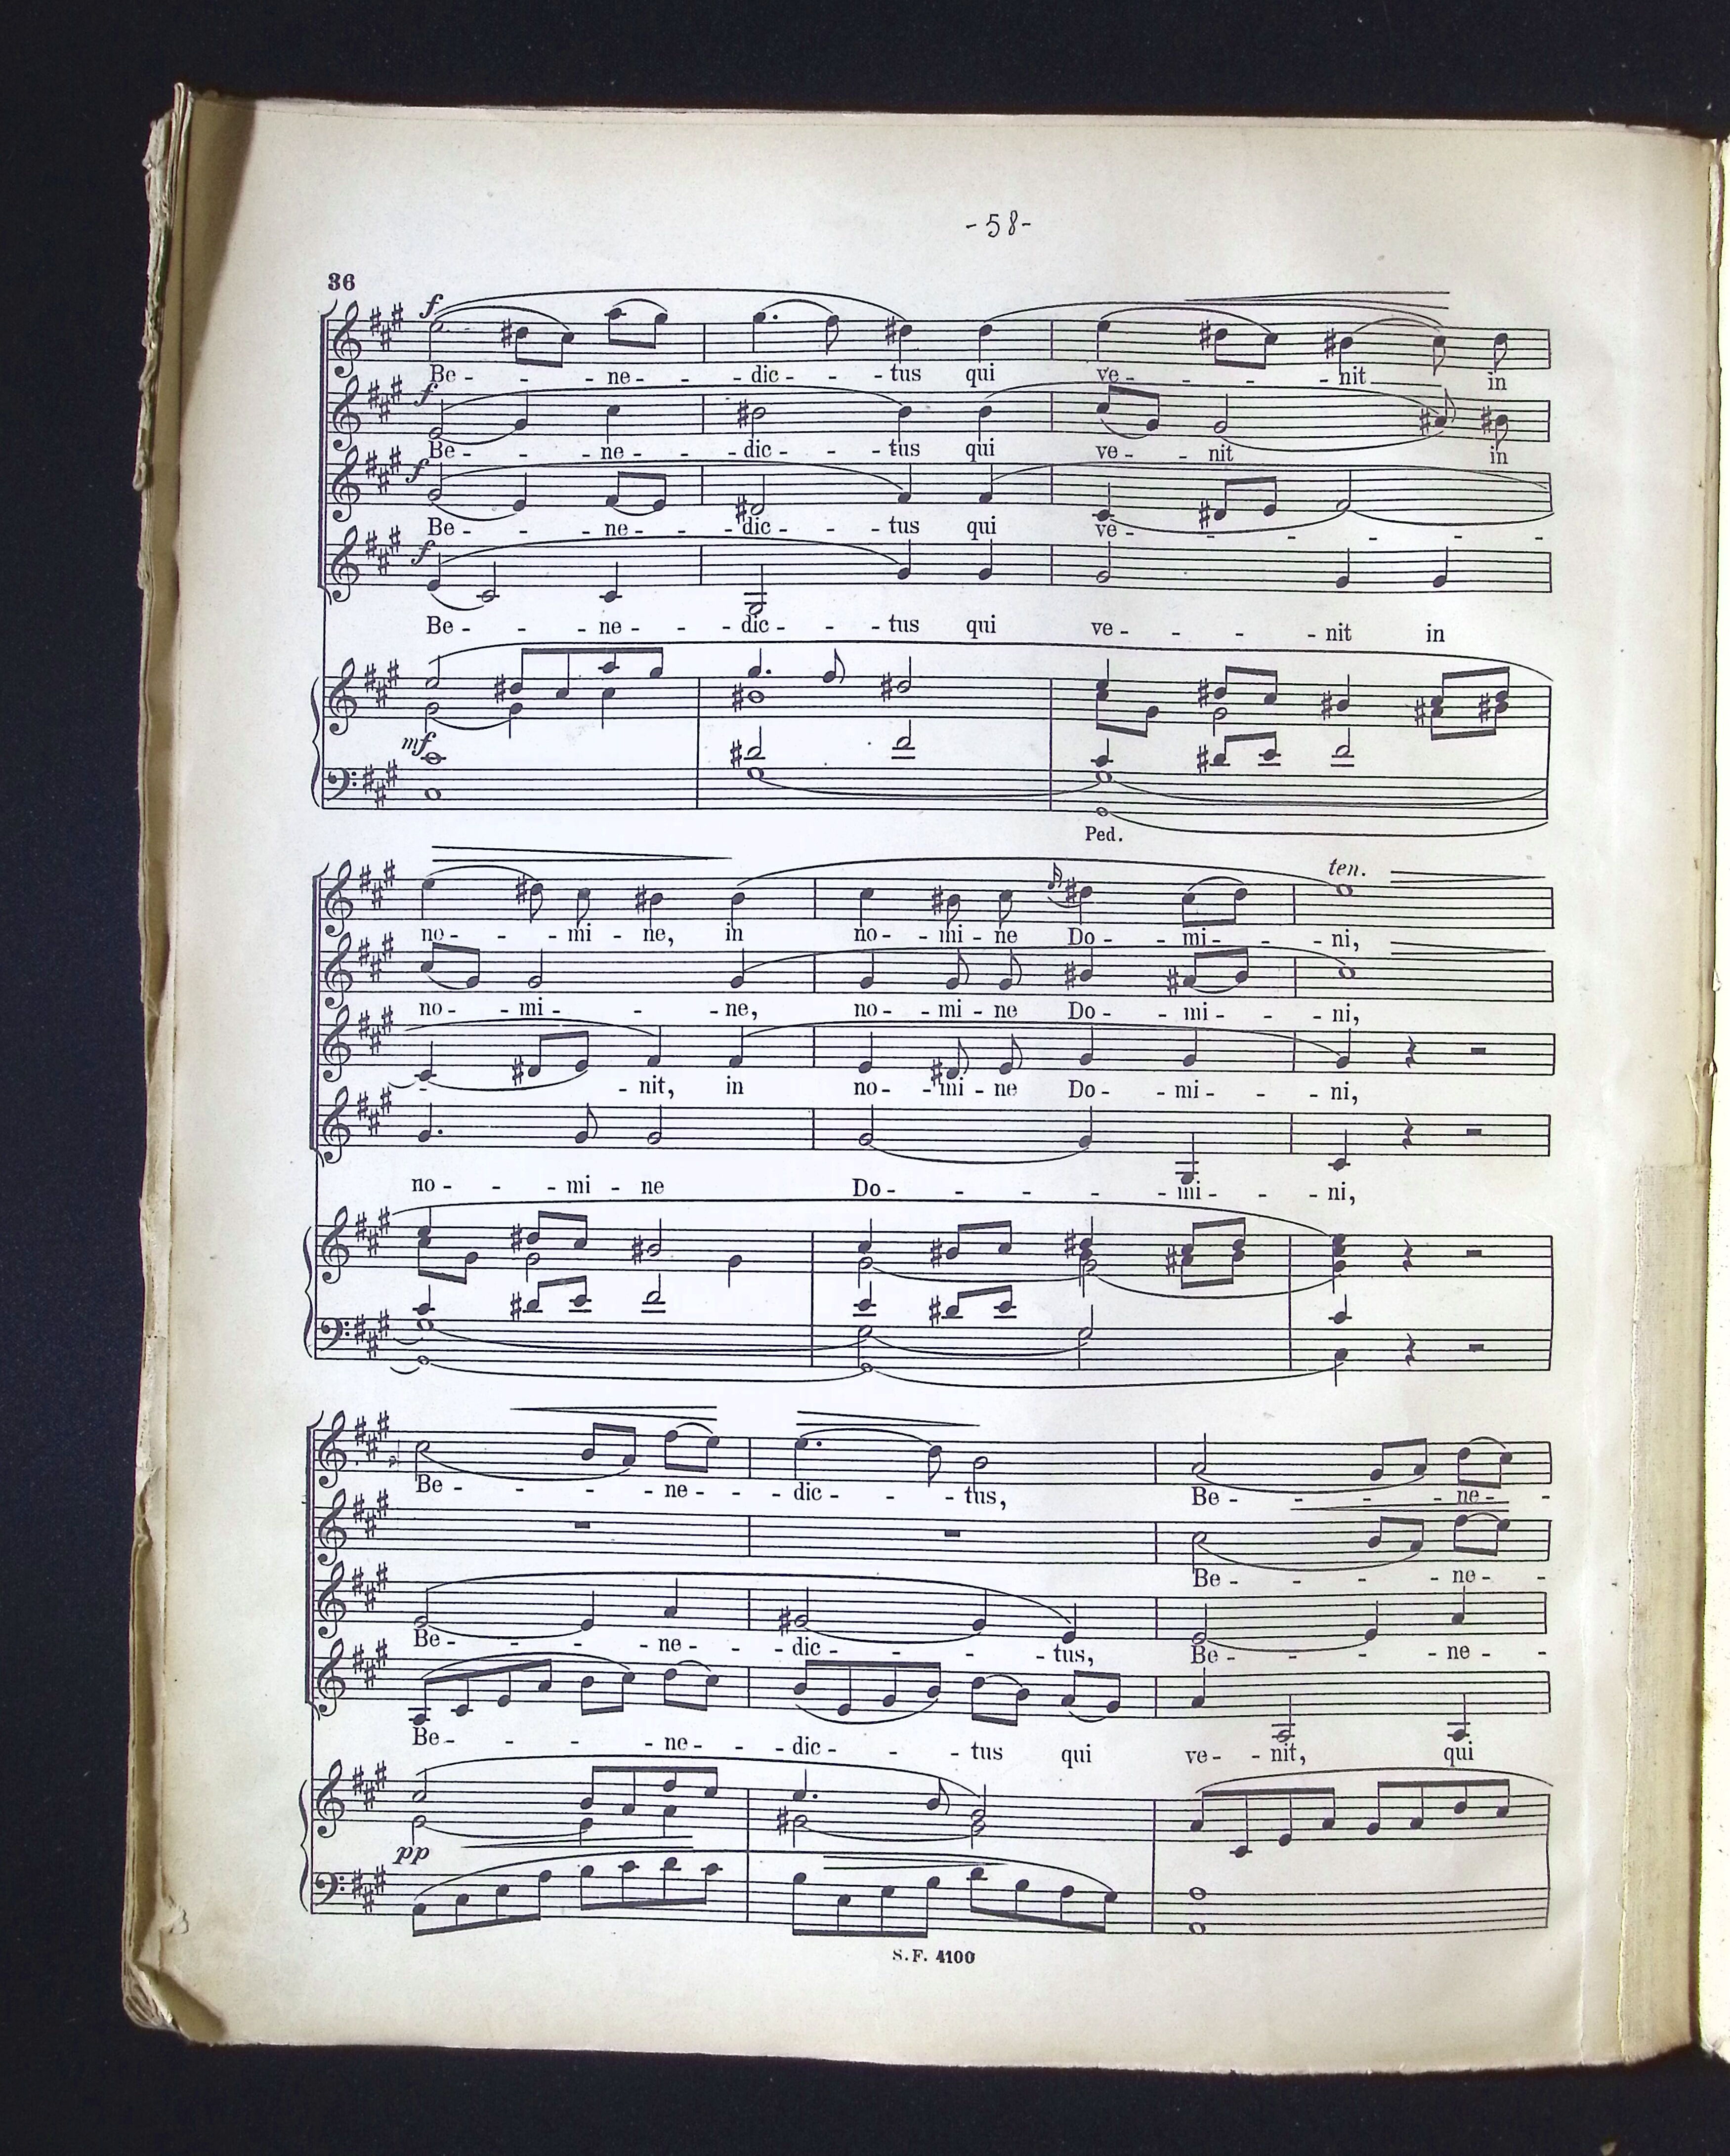 -58-
36
f
Be - - ne - - dic - - tus qui ve - - - - nit in
f
Be - - ne - - dic - - tus qui ve - - nit in
f
Be - - ne - - dic - - tus qui ve - - - - - -
f
Be - - ne - - dic - - tus qui ve - - - nit in
mf
Ped.
ten.
no - - mi - ne, in no - - mi - ne Do - - mi - - ni,
no - - mi - - ne, no - - mi - ne Do - - mi - - ni,
- - nit, in no - - mi - ne Do - - mi - - ni,
no - - mi - ne Do - - - - mi - - ni,
Be - - - ne - - dic - - tus, Be - - - ne - -
Be - - - ne -
Be - - - ne - - dic - - - tus, Be - - - ne -
Be - - - ne - - dic - - tus qui ve - - nit, qui
pp
S.F. 4100